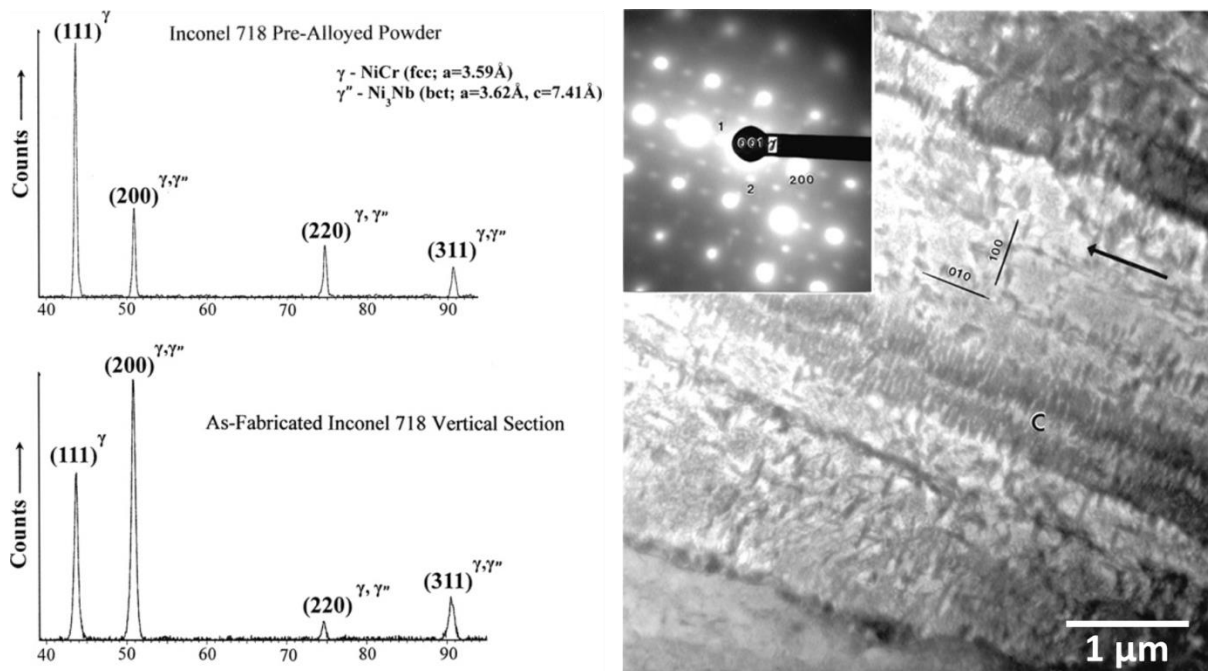 (111)γ
Inconel 718 Pre-Alloyed Powder
γ - NiCr (fcc; a=3.59Å)
γ" - Ni3Nb (bct; a=3.62Å, c=7.41Å)
Counts
(200)γ,γ"
(220)γ, γ"
(311)γ,γ"
40 50 60 70 80 90
(200)γ,γ"
As-Fabricated Inconel 718 Vertical Section
(111)γ
Counts
(220)γ, γ"
(311)γ,γ"
40 50 60 70 80 90
1
001
2
200
100
010
C
1 µm